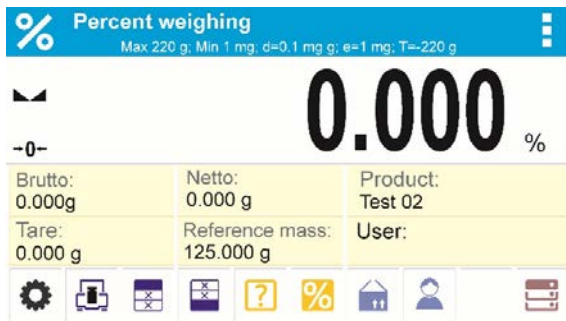 % Percent weighing
Max 220 g; Min 1 mg; d=0.1 mg g; e=1 mg; T=-220 g
0.000 %
→0←
Brutto: Netto: Product:
0.000g 0.000 g Test 02
Tare: Reference mass: User:
0.000 g 125.000 g
? %